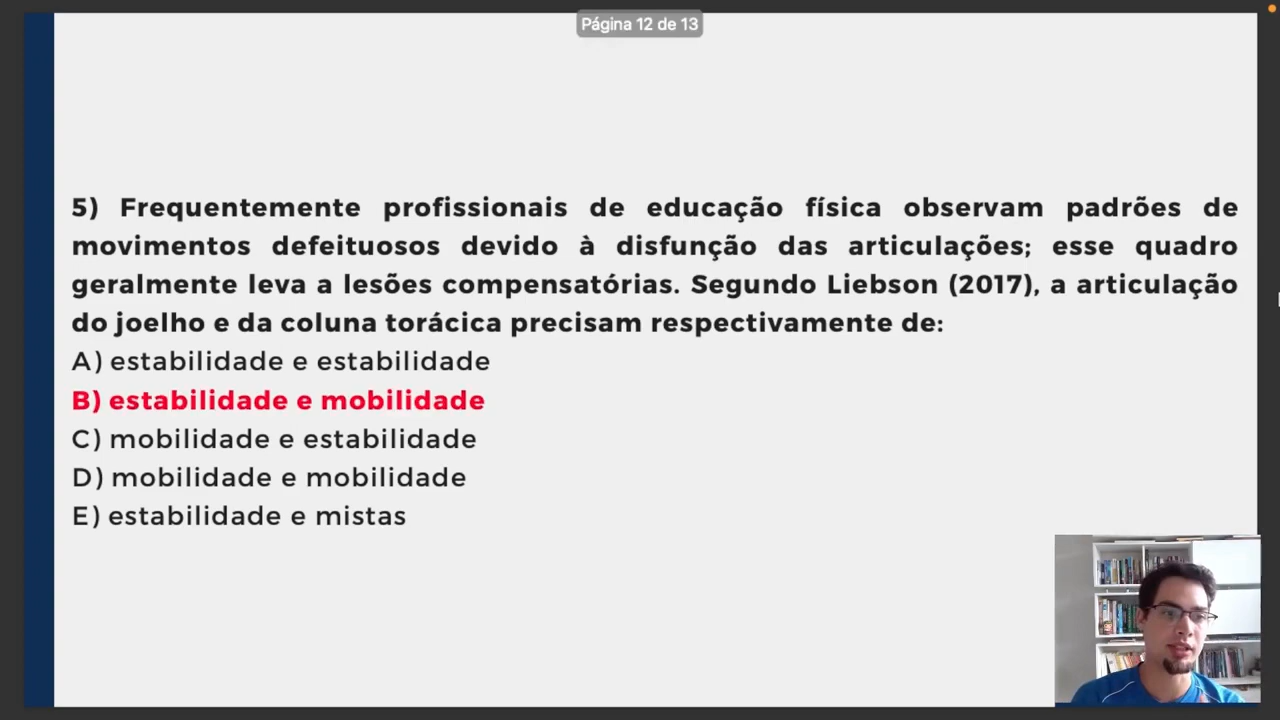 Página 12 de 13
5) Frequentemente profissionais de educação física observam padrões de
movimentos defeituosos devido à disfunção das articulações; esse quadro
geralmente leva a lesões compensatórias. Segundo Liebson (2017), a articulação
do joelho e da coluna torácica precisam respectivamente de:
A) estabilidade e estabilidade
B) estabilidade e mobilidade
C) mobilidade e estabilidade
D) mobilidade e mobilidade
E) estabilidade e mistas